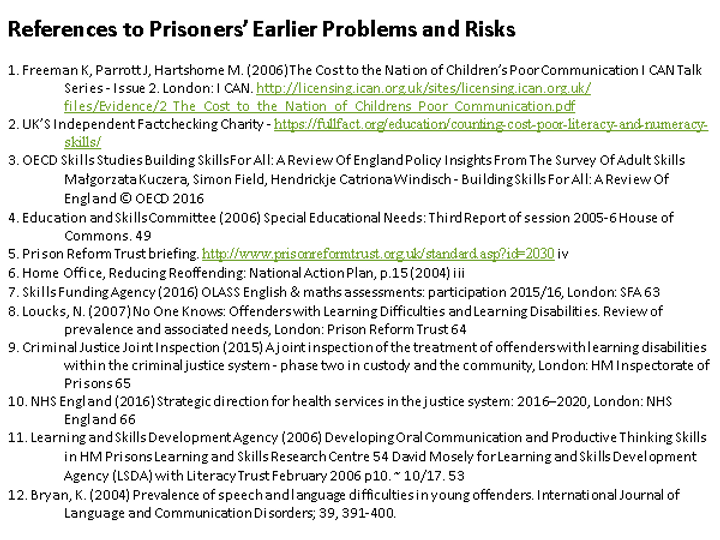 References to Prisoners’ Earlier Problems and Risks
1. Freeman K, Parrott J, Hartshorne M. (2006) The Cost to the Nation of Children’s Poor Communication I CAN Talk
Series - Issue 2. London: I CAN. http://licensing.ican.org.uk/sites/licensing.ican.org.uk/
files/Evidence/2_The_Cost_to_the_Nation_of_Childrens_Poor_Communication.pdf
2. UK’S Independent Factchecking Charity - https://fullfact.org/education/counting-cost-poor-literacy-and-numeracy-
skills/
3. OECD Skills Studies Building Skills For All: A Review Of England Policy Insights From The Survey Of Adult Skills
Małgorzata Kuczera, Simon Field, Hendrickje Catriona Windisch - Building Skills For All: A Review Of
England © OECD 2016
4. Education and Skills Committee (2006) Special Educational Needs: Third Report of session 2005-6 House of
Commons. 49
5. Prison Reform Trust briefing. http://www.prisonreformtrust.org.uk/standard.asp?id=2030 iv
6. Home Office, Reducing Reoffending: National Action Plan, p.15 (2004) iii
7. Skills Funding Agency (2016) OLASS English & maths assessments: participation 2015/16, London: SFA 63
8. Loucks, N. (2007) No One Knows: Offenders with Learning Difficulties and Learning Disabilities. Review of
prevalence and associated needs, London: Prison Reform Trust 64
9. Criminal Justice Joint Inspection (2015) A joint inspection of the treatment of offenders with learning disabilities
within the criminal justice system - phase two in custody and the community, London: HM Inspectorate of
Prisons 65
10. NHS England (2016) Strategic direction for health services in the justice system: 2016–2020, London: NHS
England 66
11. Learning and Skills Development Agency (2006) Developing Oral Communication and Productive Thinking Skills
in HM Prisons Learning and Skills Research Centre 54 David Mosely for Learning and Skills Development
Agency (LSDA) with Literacy Trust February 2006 p10. ~ 10/17. 53
12. Bryan, K. (2004) Prevalence of speech and language difficulties in young offenders. International Journal of
Language and Communication Disorders; 39, 391-400.